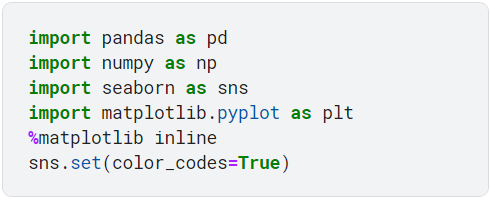 import pandas as pd
import numpy as np
import seaborn as sns
import matplotlib.pyplot as plt
%matplotlib inline
sns.set(color_codes=True)